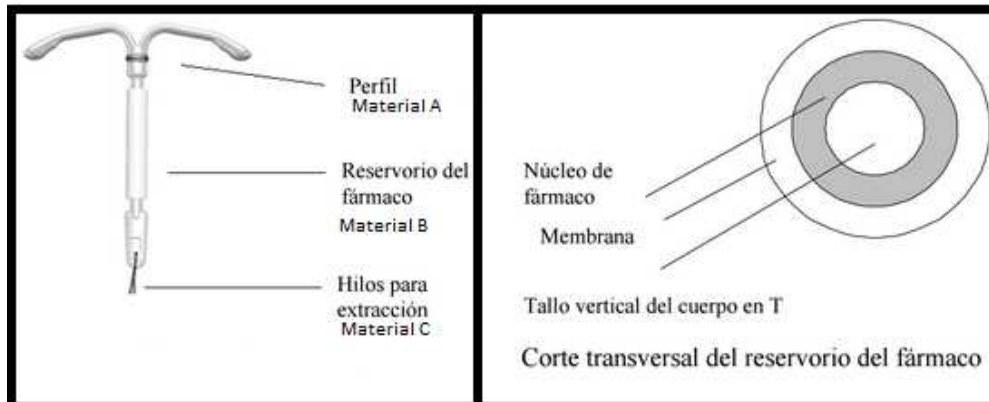 Perfil
Material A
Reservorio del
fármaco
Material B
Hilos para
extracción
Material C
Núcleo de
fármaco
Membrana
Tallo vertical del cuerpo en T
Corte transversal del reservorio del fármaco